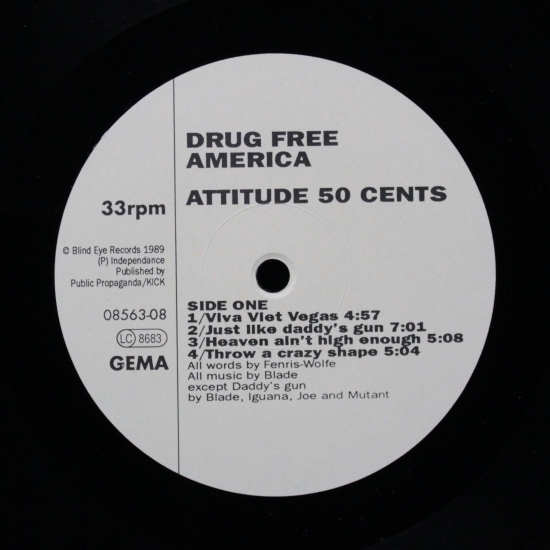 DRUG FREE
AMERICA
ATTITUDE 50 CENTS
33rpm
© Blind Eye Records 1989
(P) Independance
Published by
Public Propaganda/KICK
08563-08
LC 8683
GEMA
SIDE ONE
1/Viva Viet Vegas 4:57
2/Just like daddy's gun 7:01
3/Heaven ain't high enough 5:08
4/Throw a crazy shape 5:04
All words by Fenris-Wolfe
All music by Blade
except Daddy's gun
by Blade, Iguana, Joe and Mutant